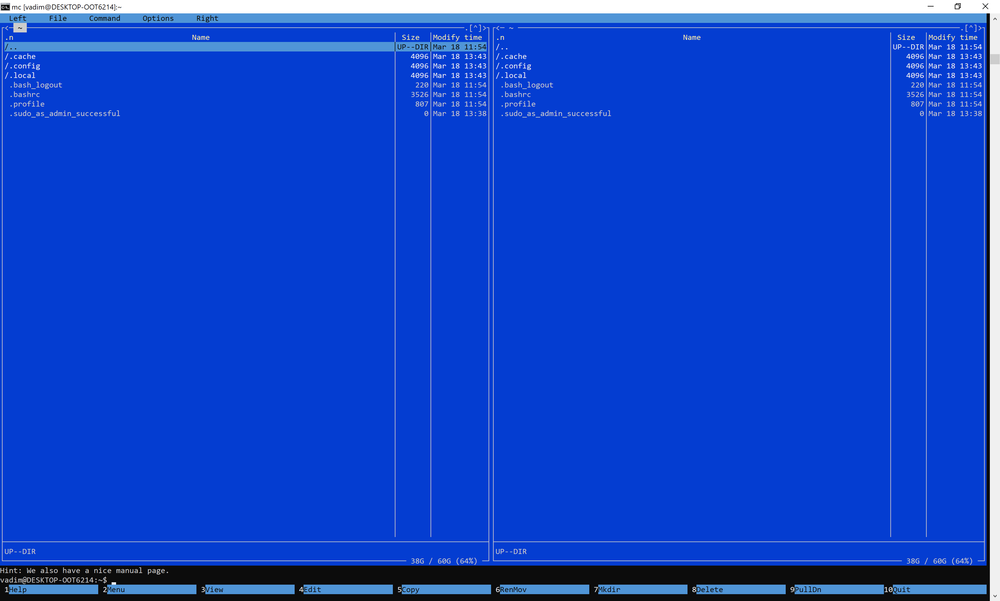 mc [vadim@DESKTOP-OOT6214]:~
Left File Command Options Right
<─ ~ .[^]> <─ ~ .[^]>
.n Name Size Modify time .n Name Size Modify time
/.. UP--DIR Mar 18 11:54 /.. UP--DIR Mar 18 11:54
/.cache 4096 Mar 18 13:43 /.cache 4096 Mar 18 13:43
/.config 4096 Mar 18 13:43 /.config 4096 Mar 18 13:43
/.local 4096 Mar 18 13:43 /.local 4096 Mar 18 13:43
.bash_logout 220 Mar 18 11:54 .bash_logout 220 Mar 18 11:54
.bashrc 3526 Mar 18 11:54 .bashrc 3526 Mar 18 11:54
.profile 807 Mar 18 11:54 .profile 807 Mar 18 11:54
.sudo_as_admin_successful 0 Mar 18 13:38 .sudo_as_admin_successful 0 Mar 18 13:38
UP--DIR UP--DIR
38G / 60G (64%) 38G / 60G (64%)
Hint: We also have a nice manual page.
vadim@DESKTOP-OOT6214:~$
1Help 2Menu 3View 4Edit 5Copy 6RenMov 7Mkdir 8Delete 9PullDn 10Quit